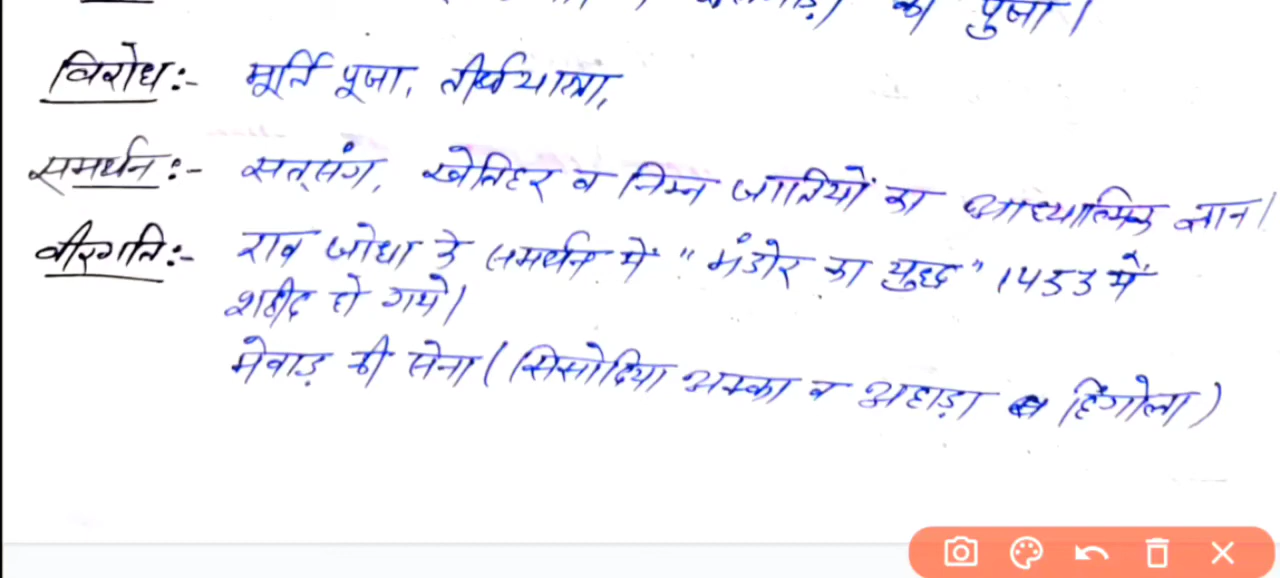 की पुजा।
विरोध:- मूर्ति पूजा, तीर्थयात्रा,
समर्थन:- सत्संग, खेतिहर व निम्न जातियों का आध्यात्मिक ज्ञान।
वीरगति:- राव जोधा के समर्थन में "मंडोर का युद्ध" 1453 में
शहीद हो गये।
मेवाड़ की सेना (सिसोदिया अक्का व अहाड़ा हिंगोला)